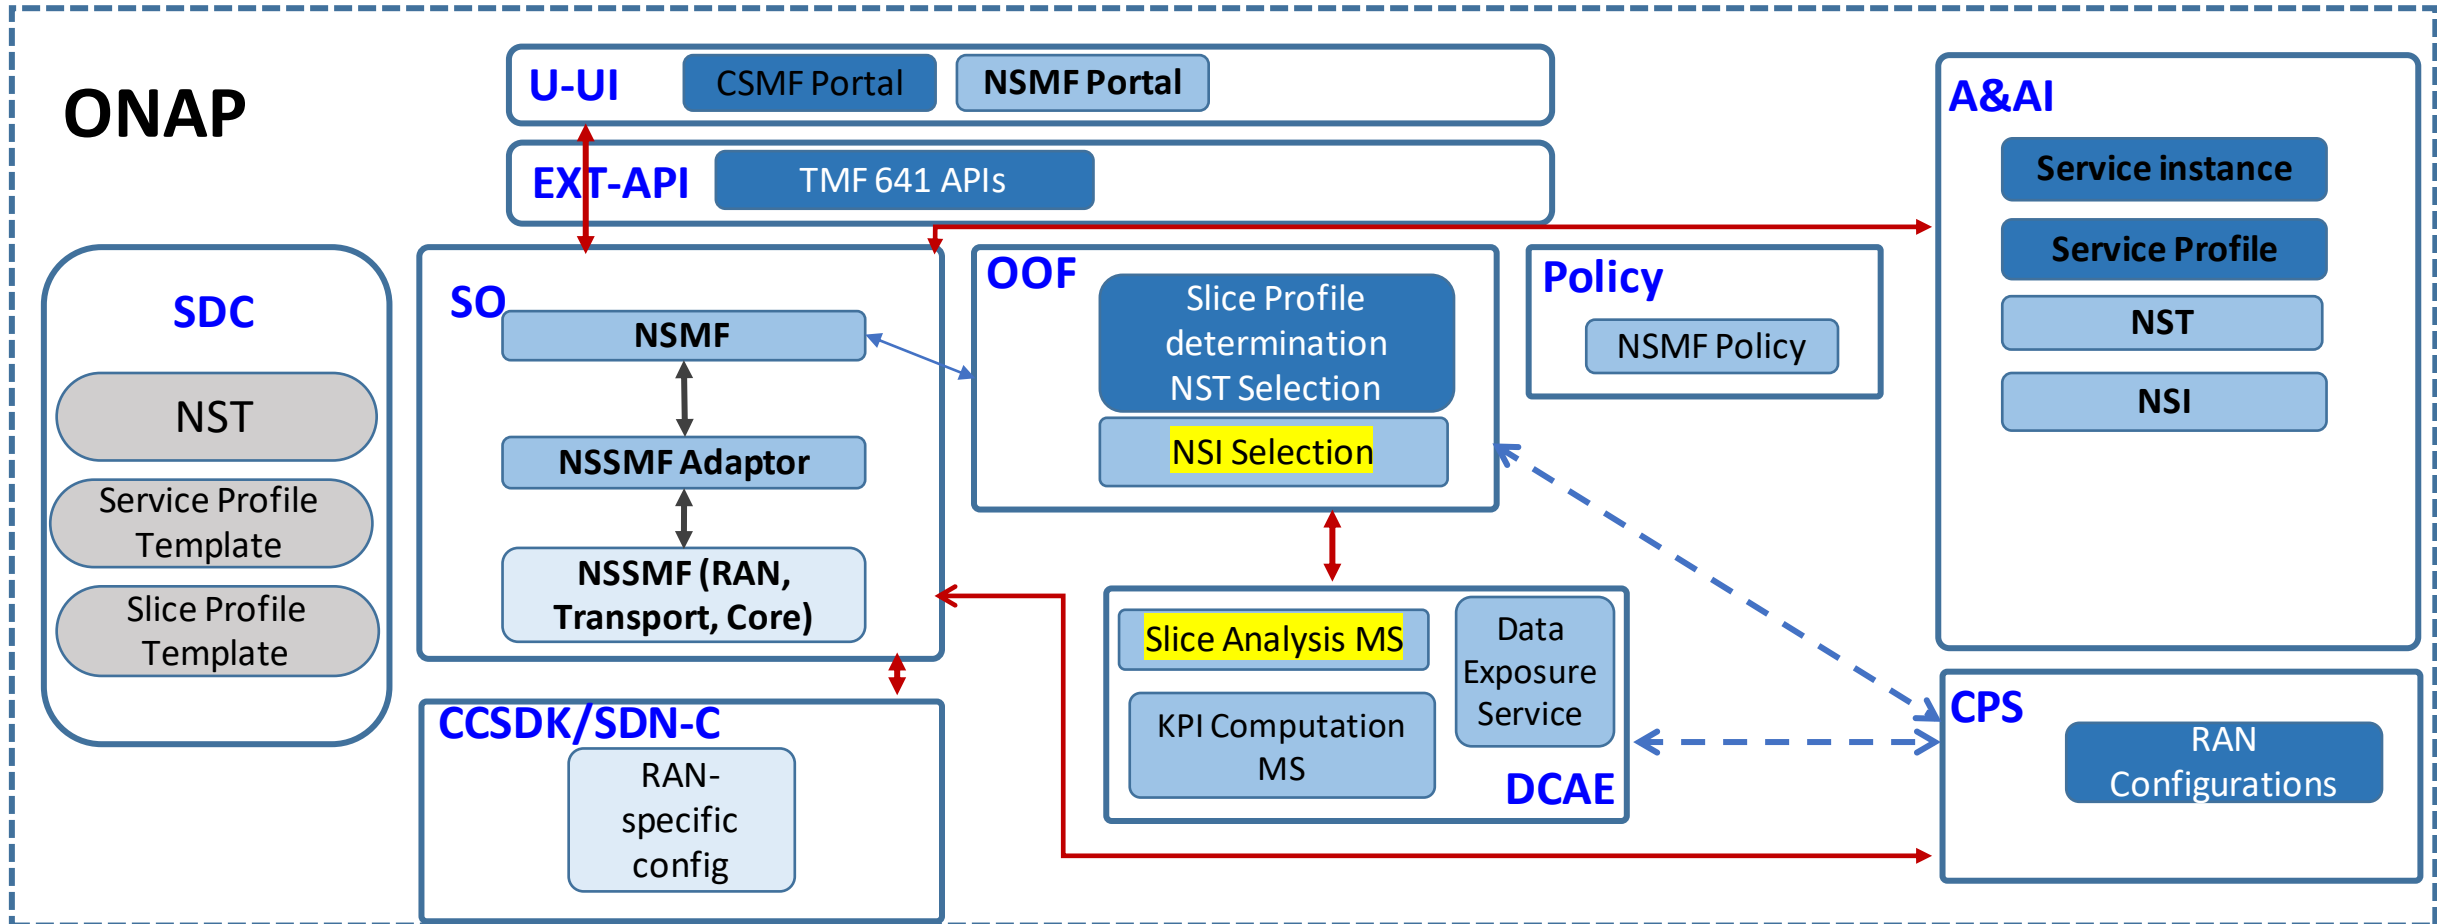 ONAP
U-UI
CSMF Portal
NSMF Portal
EXT-API
TMF 641 APIs
A&AI
Service instance
Service Profile
NST
NSI
SDC
NST
Service Profile
Template
Slice Profile
Template
SO
NSMF
NSSMF Adaptor
NSSMF (RAN,
Transport, Core)
OOF
Slice Profile
determination
NST Selection
NSI Selection
Policy
NSMF Policy
CCSDK/SDN-C
RAN-
specific
config
Slice Analysis MS
KPI Computation
MS
Data
Exposure
Service
DCAE
CPS
RAN
Configurations